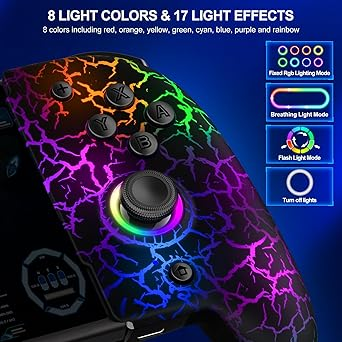 8 LIGHT COLORS & 17 LIGHT EFFECTS
8 colors including red, orange, yellow, green, cyan, blue, purple and rainbow
Fixed Rgb Lighting Mode
Breathing Light Mode
Flash Light Mode
Turn off lights
+
X
A
Y
B